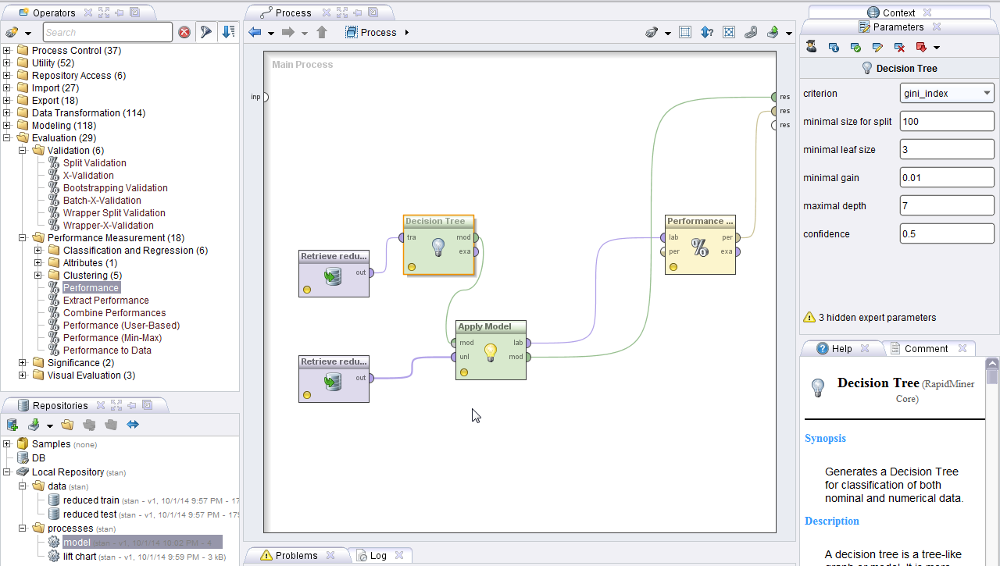 Operators
Search
Process Control (37)
Utility (52)
Repository Access (6)
Import (27)
Export (18)
Data Transformation (114)
Modeling (118)
Evaluation (29)
Validation (6)
Split Validation
X-Validation
Bootstrapping Validation
Batch-X-Validation
Wrapper Split Validation
Wrapper-X-Validation
Performance Measurement (18)
Classification and Regression (6)
Attributes (1)
Clustering (5)
Performance
Extract Performance
Combine Performances
Performance (User-Based)
Performance (Min-Max)
Performance to Data
Significance (2)
Visual Evaluation (3)
Repositories
Samples (none)
DB
Local Repository (stan)
data (stan)
reduced train (stan - v1, 10/1/14 9:57 PM - 17
reduced test (stan - v1, 10/1/14 9:57 PM - 179
processes (stan)
model (stan - v1, 10/1/14 10:02 PM - 4
lift chart (stan - v1, 10/1/14 9:59 PM - 3 kB)
Process
Process
Main Process
inp
res
res
res
Decision Tree
tra
mod
exa
Retrieve redu...
out
Performance ...
lab
per
per
exa
Apply Model
mod
lab
unl
mod
Retrieve redu...
out
Problems
Log
Context
Parameters
Decision Tree
criterion
gini_index
minimal size for split
100
minimal leaf size
3
minimal gain
0.01
maximal depth
7
confidence
0.5
3 hidden expert parameters
Help
Comment
Decision Tree (RapidMiner
Core)
Synopsis
Generates a Decision Tree
for classification of both
nominal and numerical data.
Description
A decision tree is a tree-like